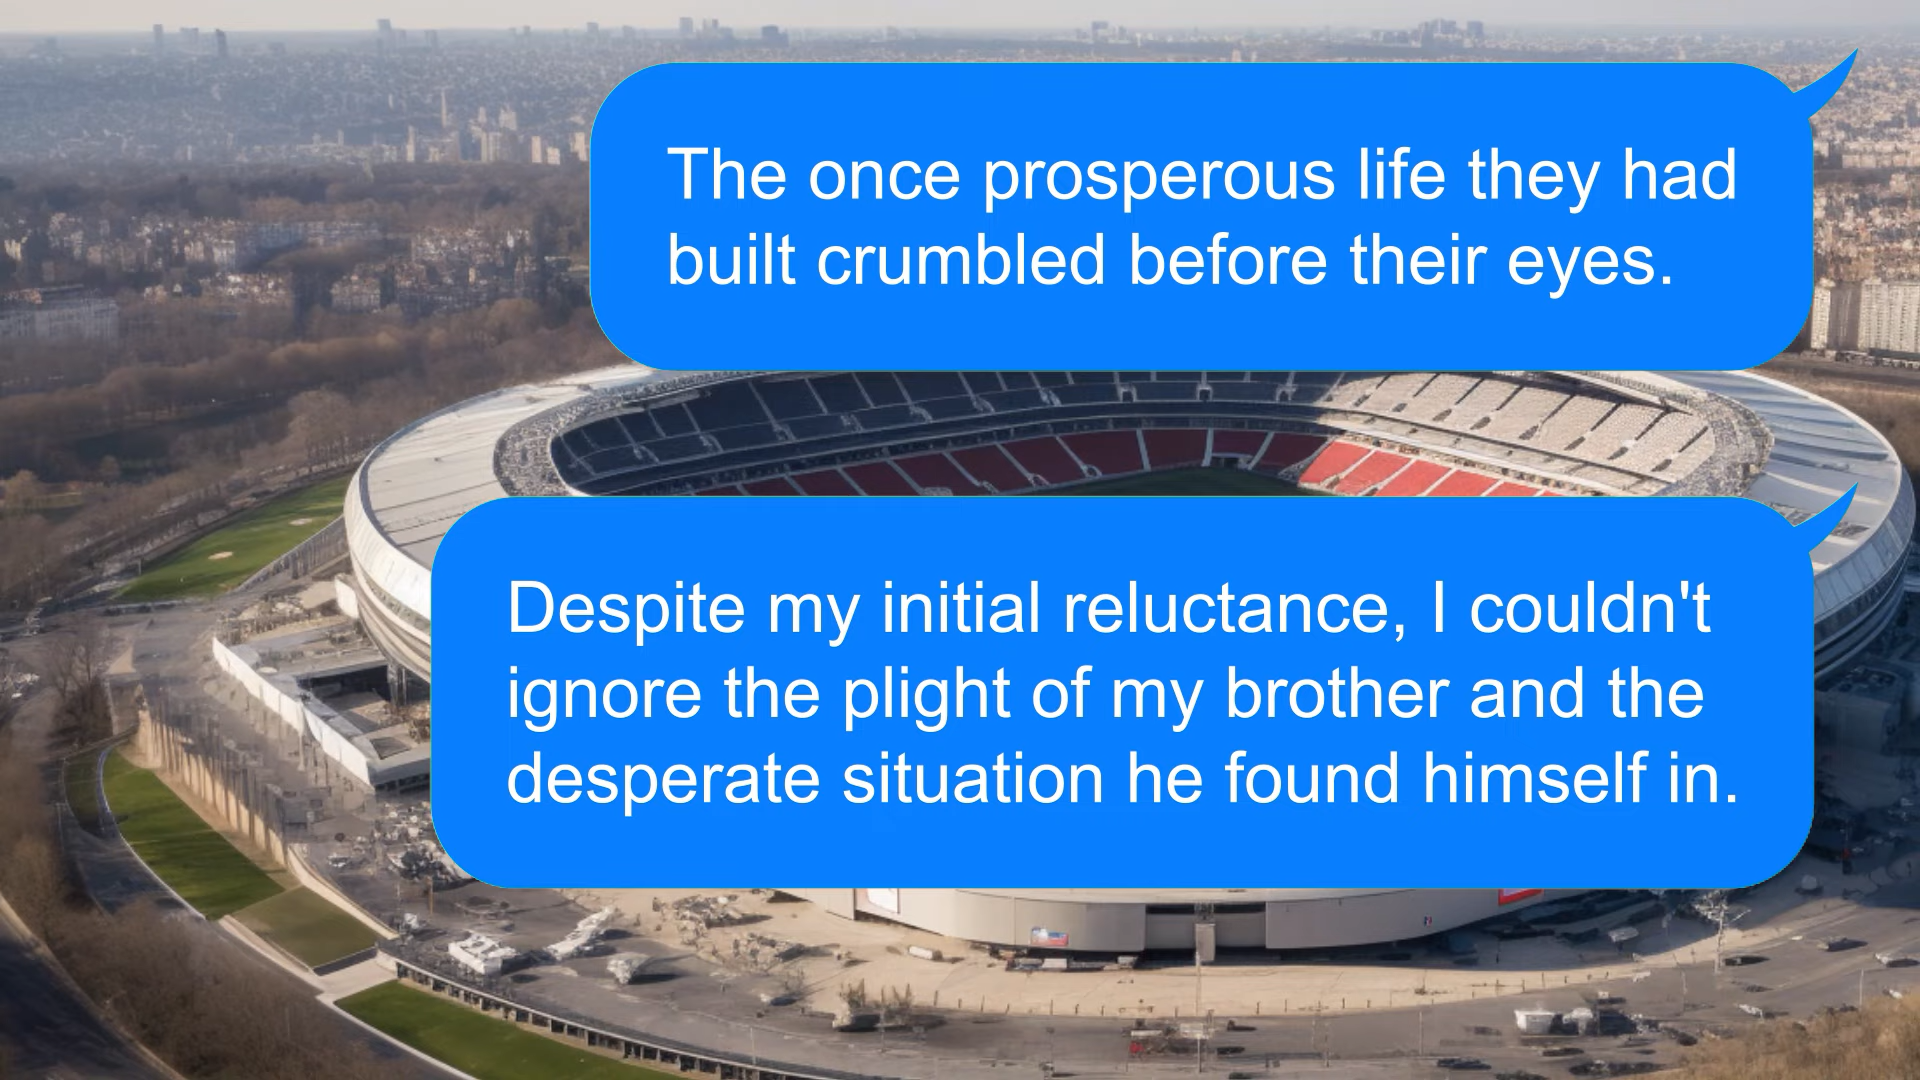 The once prosperous life they had
built crumbled before their eyes.
Despite my initial reluctance, I couldn't
ignore the plight of my brother and the
desperate situation he found himself in.